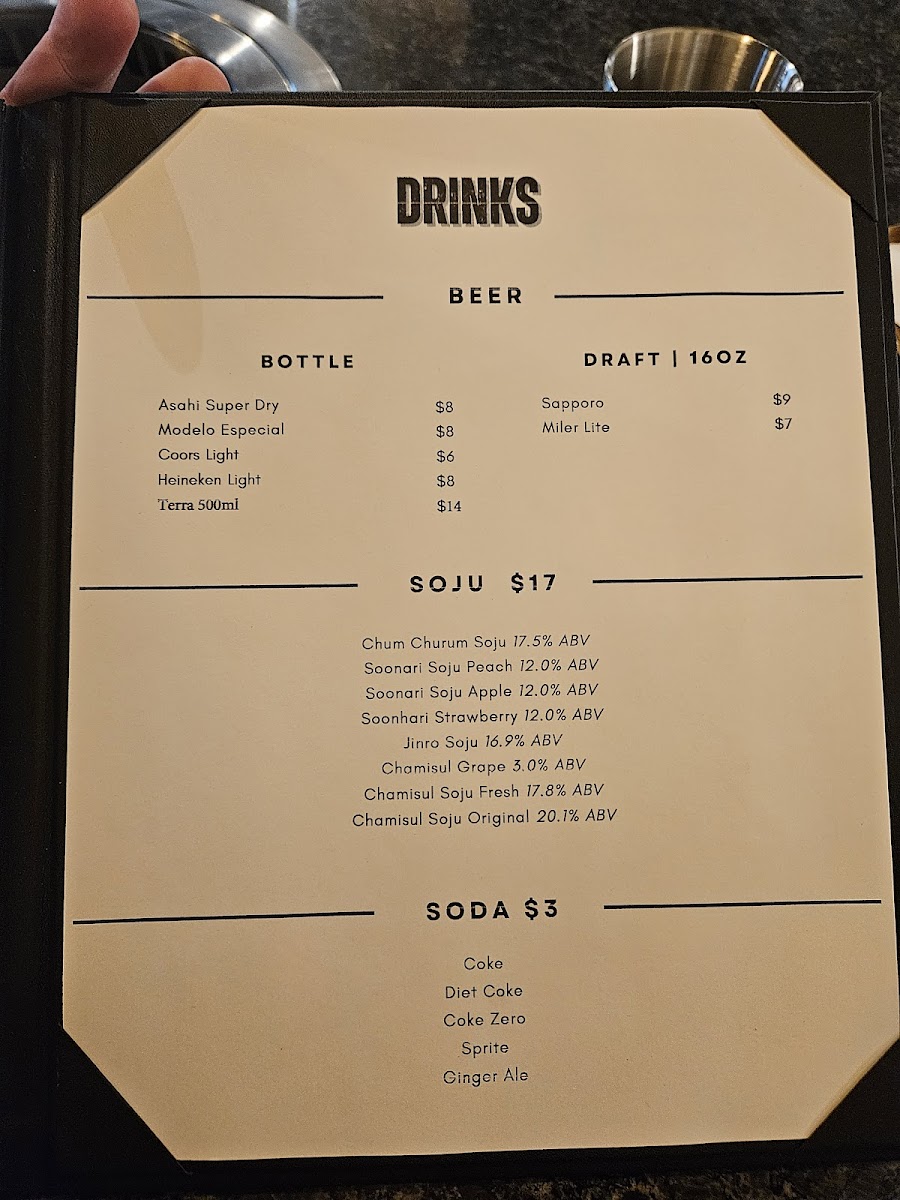 DRINKS
BEER
BOTTLE
Asahi Super Dry $8
Modelo Especial $8
Coors Light $6
Heineken Light $8
Terra 500ml $14
DRAFT | 16OZ
Sapporo $9
Miler Lite $7
SOJU $17
Chum Churum Soju 17.5% ABV
Soonari Soju Peach 12.0% ABV
Soonari Soju Apple 12.0% ABV
Soonhari Strawberry 12.0% ABV
Jinro Soju 16.9% ABV
Chamisul Grape 3.0% ABV
Chamisul Soju Fresh 17.8% ABV
Chamisul Soju Original 20.1% ABV
SODA $3
Coke
Diet Coke
Coke Zero
Sprite
Ginger Ale